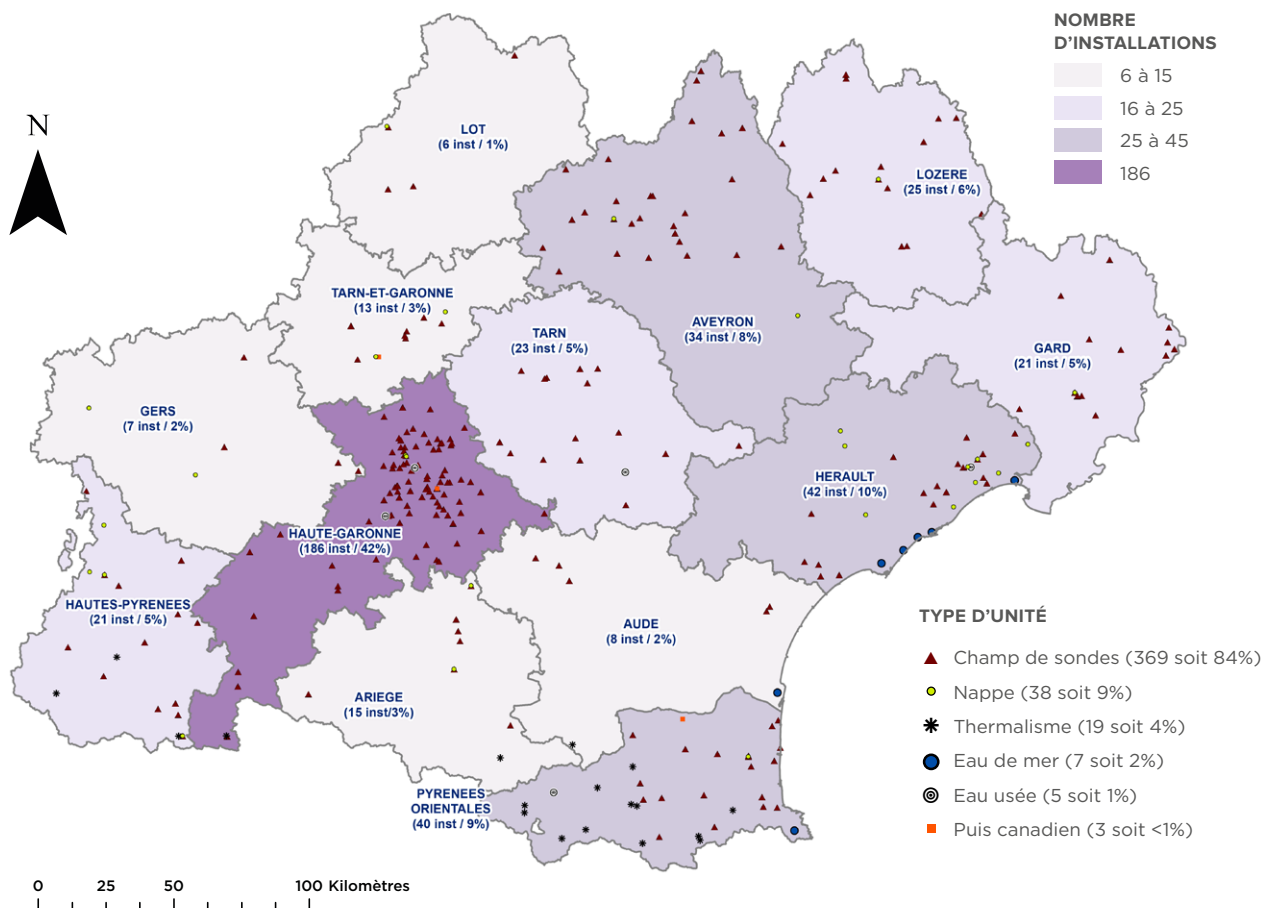 NOMBRE
D'INSTALLATIONS
6 à 15
16 à 25
25 à 45
186
N
LOT
(6 inst / 1%)
LOZERE
(25 inst / 6%)
TARN-ET-GARONNE
(13 inst / 3%)
AVEYRON
(34 inst / 8%)
TARN
(23 inst / 5%)
GARD
(21 inst / 5%)
GERS
(7 inst / 2%)
HERAULT
(42 inst / 10%)
HAUTE-GARONNE
(186 inst / 42%)
HAUTES-PYRENEES
(21 inst / 5%)
AUDE
(8 inst / 2%)
ARIEGE
(15 inst/3%)
PYRENEES
ORIENTALES
(40 inst / 9%)
TYPE D'UNITÉ
Champ de sondes (369 soit 84%)
Nappe (38 soit 9%)
Thermalisme (19 soit 4%)
Eau de mer (7 soit 2%)
Eau usée (5 soit 1%)
Puis canadien (3 soit <1%)
0 25 50 100 Kilomètres